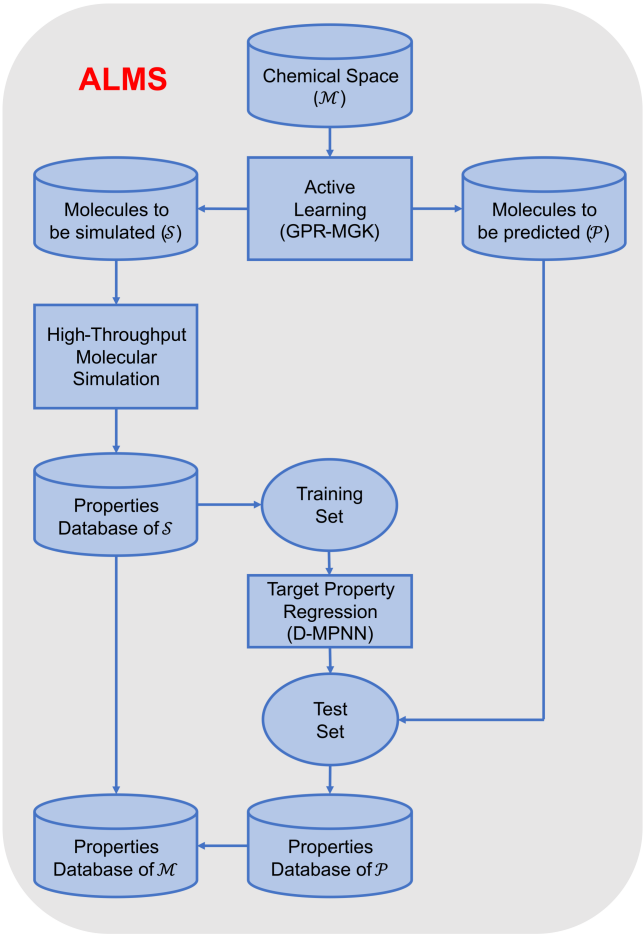 ALMS
Chemical Space
(ℳ)
Molecules to
be simulated (𝒮)
Active
Learning
(GPR-MGK)
Molecules to
be predicted (𝒫)
High-Throughput
Molecular
Simulation
Properties
Database of 𝒮
Training
Set
Target Property
Regression
(D-MPNN)
Test
Set
Properties
Database of ℳ
Properties
Database of 𝒫